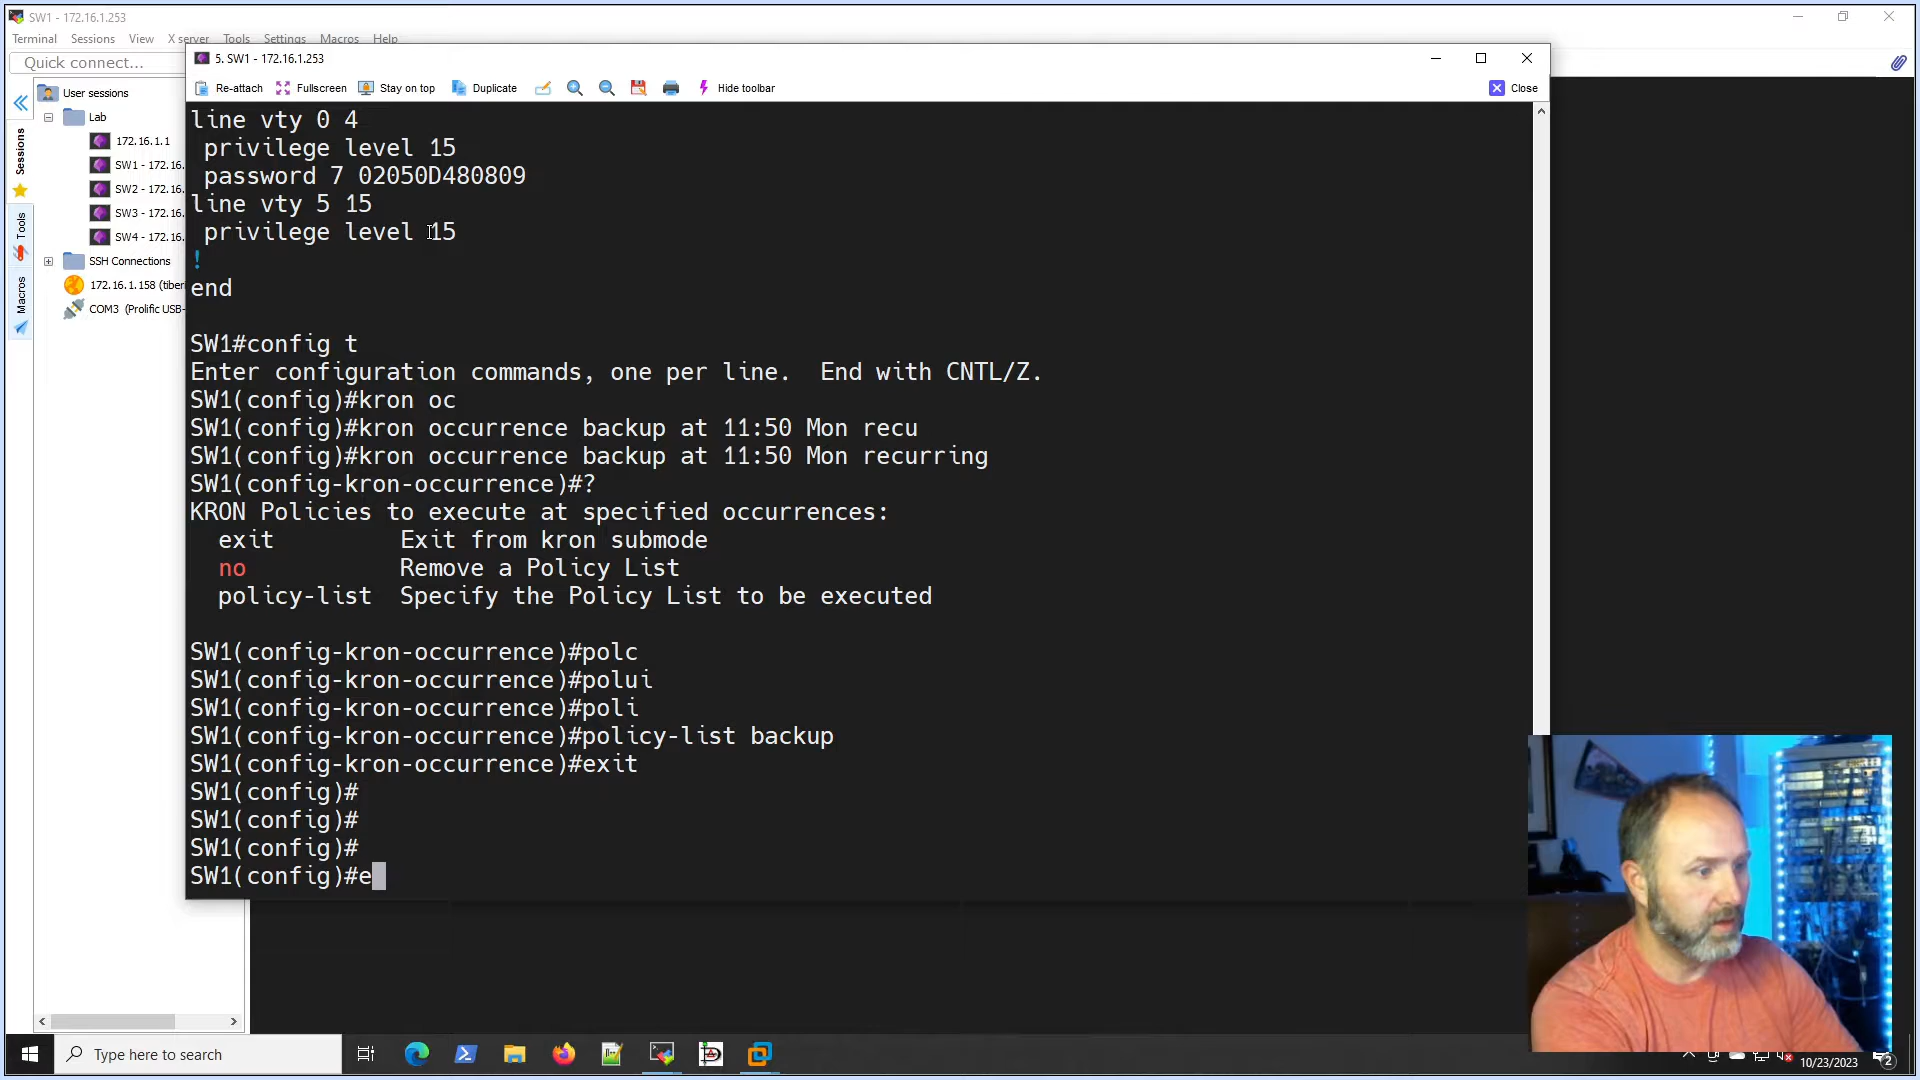 SW1 - 172.16.1.253
Terminal Sessions View X server Tools Settings Macros Help
Quick connect...
5. SW1 - 172.16.1.253
Re-attach Fullscreen Stay on top Duplicate Hide toolbar Close
User sessions
Lab
172.16.1.1
SW1 - 172.16.
SW2 - 172.16.
SW3 - 172.16.
SW4 - 172.16.
SSH Connections
172.16.1.158 (tiber
COM3 (Prolific USB-
Sessions
Tools
Macros
line vty 0 4
privilege level 15
password 7 02050D480809
line vty 5 15
privilege level 15
!
end
SW1#config t
Enter configuration commands, one per line. End with CNTL/Z.
SW1(config)#kron oc
SW1(config)#kron occurrence backup at 11:50 Mon recu
SW1(config)#kron occurrence backup at 11:50 Mon recurring
SW1(config-kron-occurrence)#?
KRON Policies to execute at specified occurrences:
exit Exit from kron submode
no Remove a Policy List
policy-list Specify the Policy List to be executed
SW1(config-kron-occurrence)#polc
SW1(config-kron-occurrence)#polui
SW1(config-kron-occurrence)#poli
SW1(config-kron-occurrence)#policy-list backup
SW1(config-kron-occurrence)#exit
SW1(config)#
SW1(config)#
SW1(config)#
SW1(config)#e
Type here to search
10/23/2023
2